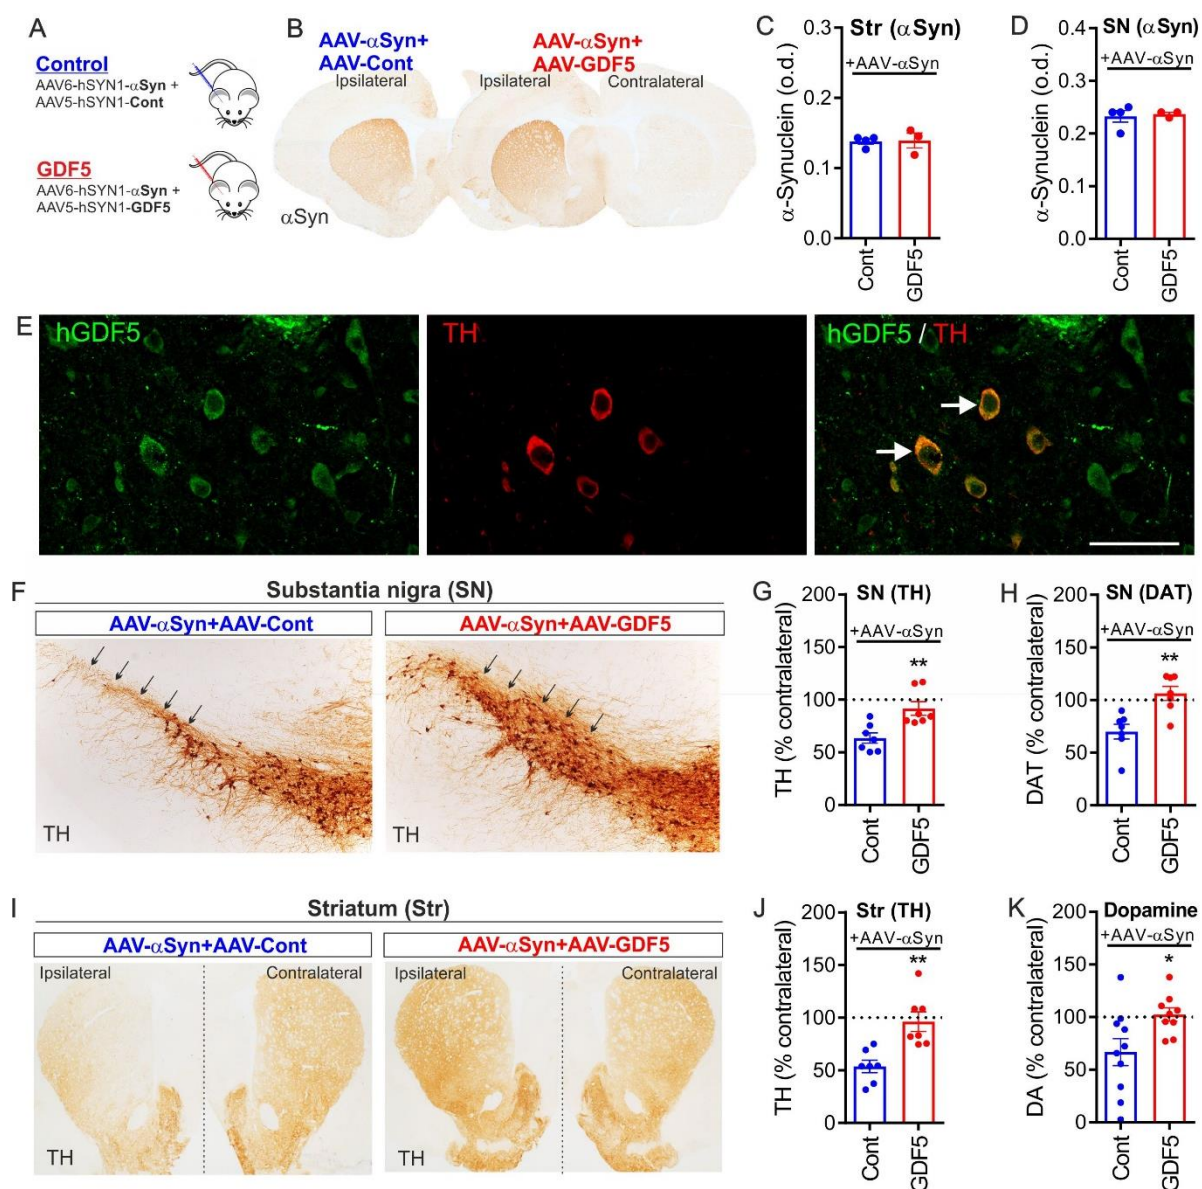 A
Control
AAV6-hSYN1-αSyn +
AAV5-hSYN1-Cont
GDF5
AAV6-hSYN1-αSyn +
AAV5-hSYN1-GDF5
B
AAV-αSyn+
AAV-Cont
Ipsilateral
AAV-αSyn+
AAV-GDF5
Ipsilateral
Contralateral
αSyn
C
Str (αSyn)
+AAV-αSyn
α-Synuclein (o.d.)
0.3
0.2
0.1
0.0
Cont
GDF5
D
SN (αSyn)
+AAV-αSyn
α-Synuclein (o.d.)
0.4
0.3
0.2
0.1
0.0
Cont
GDF5
E
hGDF5
TH
hGDF5 / TH
F
Substantia nigra (SN)
AAV-αSyn+AAV-Cont
AAV-αSyn+AAV-GDF5
TH
TH
G
SN (TH)
+AAV-αSyn
**
TH (% contralateral)
200
150
100
50
0
Cont
GDF5
H
SN (DAT)
+AAV-αSyn
**
DAT (% contralateral)
200
150
100
50
0
Cont
GDF5
I
Striatum (Str)
AAV-αSyn+AAV-Cont
AAV-αSyn+AAV-GDF5
Ipsilateral
Contralateral
Ipsilateral
Contralateral
TH
TH
J
Str (TH)
+AAV-αSyn
**
TH (% contralateral)
200
150
100
50
0
Cont
GDF5
K
Dopamine
+AAV-αSyn
*
DA (% contralateral)
200
150
100
50
0
Cont
GDF5